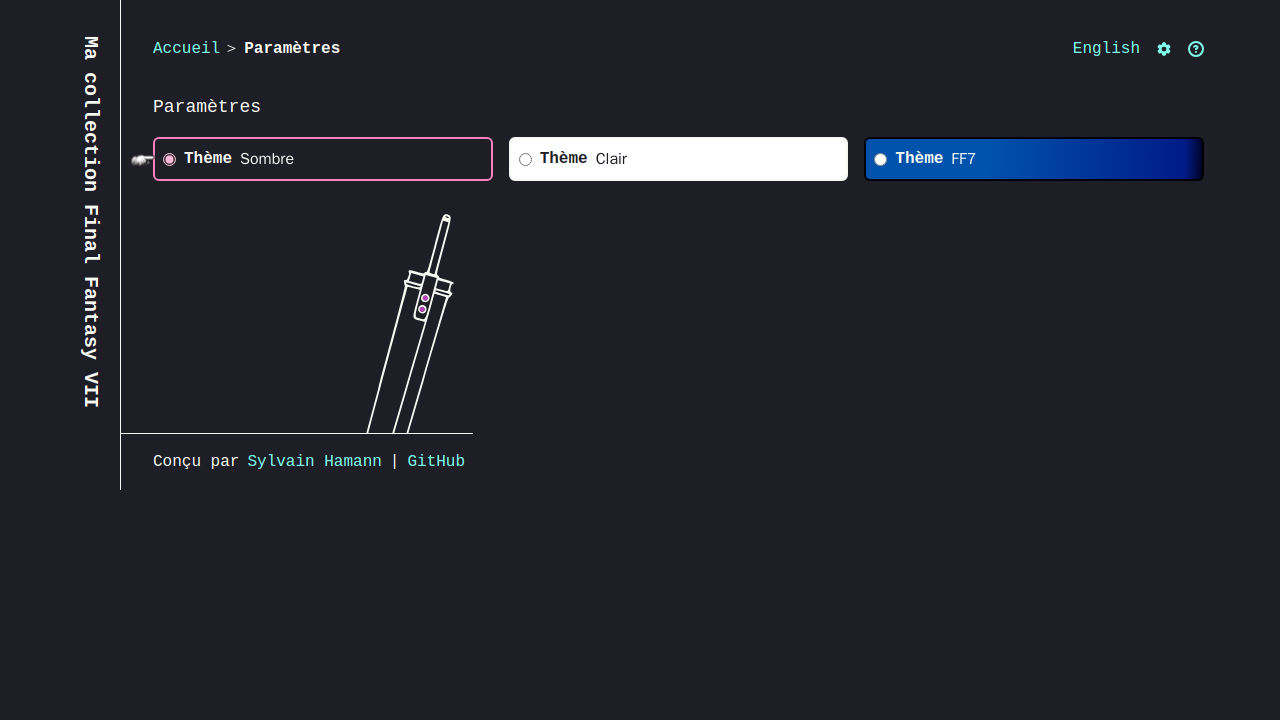 Ma collection Final Fantasy VII
Accueil > Paramètres
English
Paramètres
Thème Sombre
Thème Clair
Thème FF7
Conçu par Sylvain Hamann | GitHub